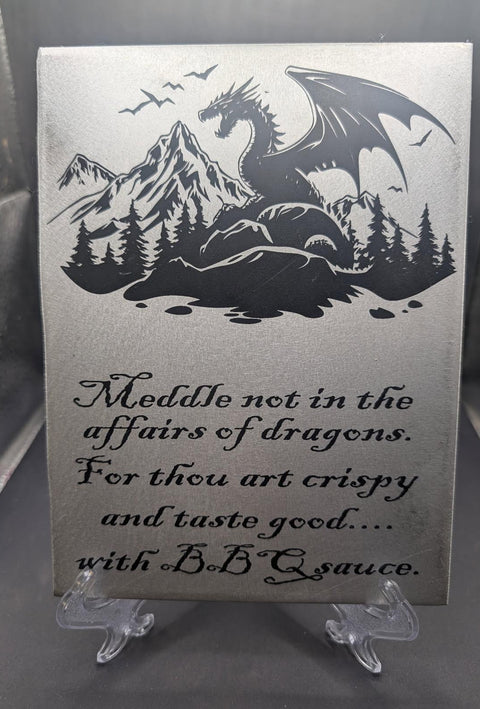 Meddle not in the
affairs of dragons.
For thou art crispy
and taste good....
with BBQ sauce.